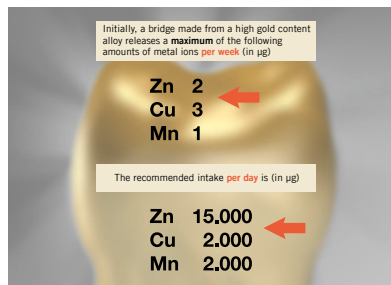 Initially, a bridge made from a high gold content
alloy releases a maximum of the following
amounts of metal ions per week (in µg)
Zn 2
Cu 3
Mn 1
The recommended intake per day is (in µg)
Zn 15.000
Cu 2.000
Mn 2.000